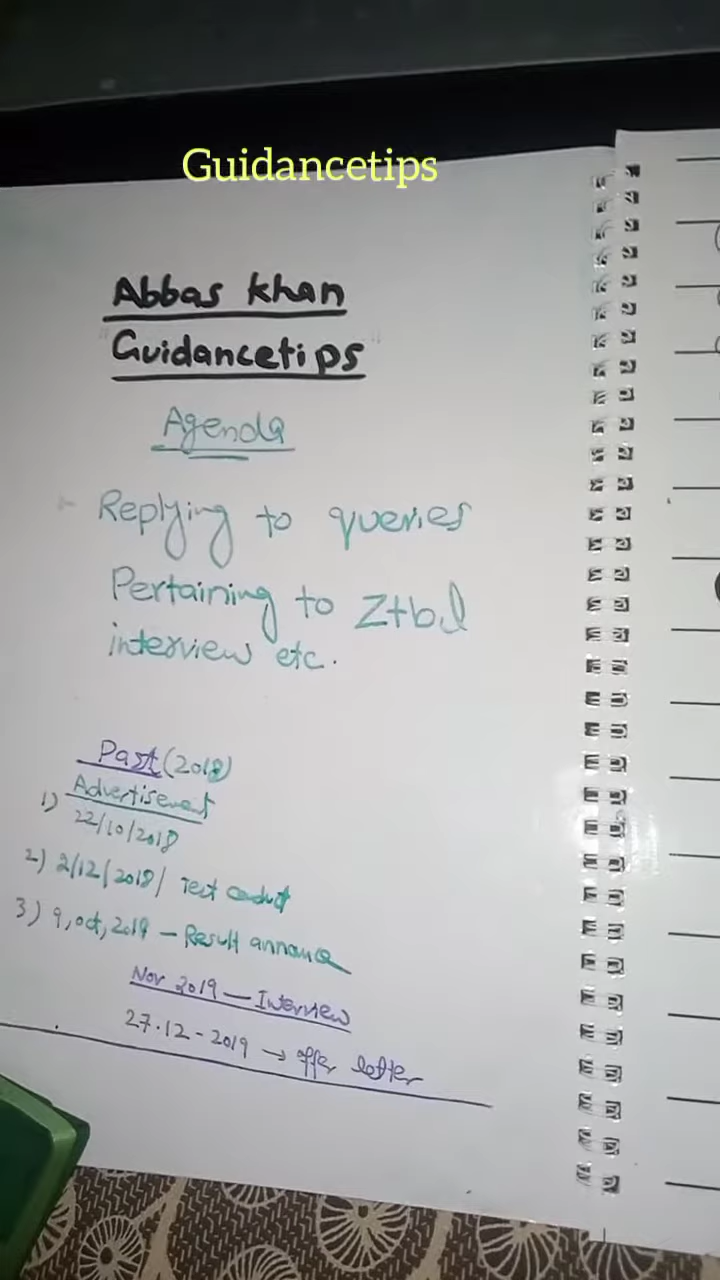 Guidancetips
Abbas khan
"Guidancetips"
Agenda
Replying to queries
Pertaining to Ztbl
interview etc.
Past (2018)
1) Advertisement
22/10/2018
2) 2/12/2018/ Test conduct
3) 9, oct, 2019 - Result announce
Nov 2019 - Interview
27.12-2019 → offer letter